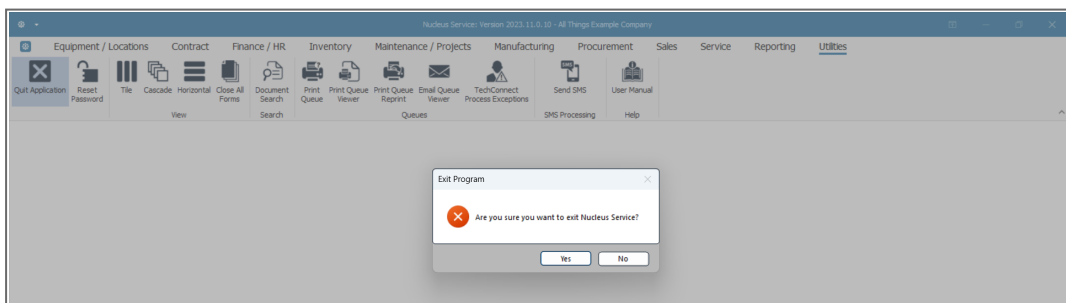 Nucleus Service: Version 2023.11.0.10 - All Things Example Company
Equipment / Locations Contract Finance / HR Inventory Maintenance / Projects Manufacturing Procurement Sales Service Reporting Utilities
Quit Application Reset Password Tile Cascade Horizontal Close All Forms Document Search Print Queue Print Queue Viewer Print Queue Reprint Email Queue Viewer TechConnect Process Exceptions SMS Send SMS User Manual
View Search Queues SMS Processing Help
Exit Program
Are you sure you want to exit Nucleus Service?
Yes No